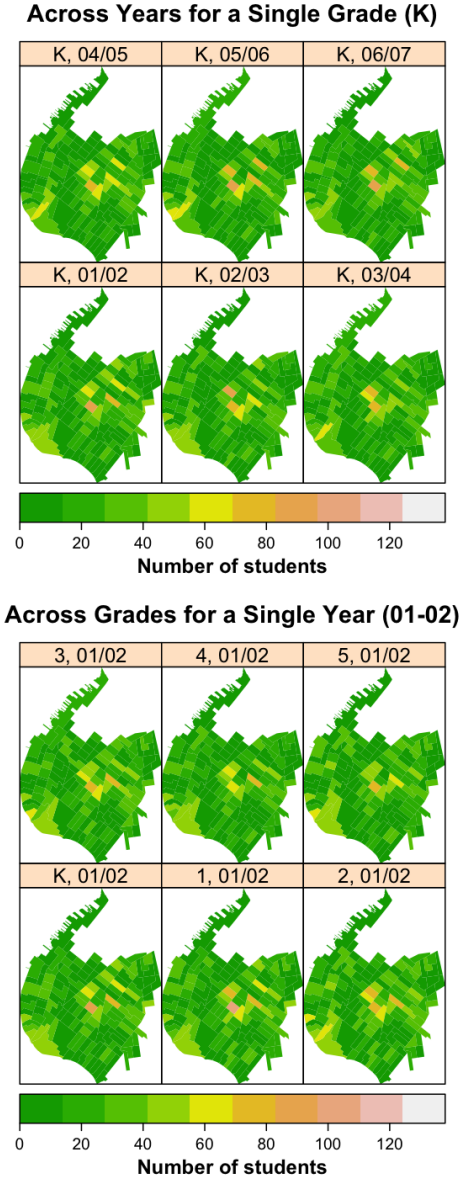 Across Years for a Single Grade (K)
K, 04/05 K, 05/06 K, 06/07
K, 01/02 K, 02/03 K, 03/04
0 20 40 60 80 100 120
Number of students
Across Grades for a Single Year (01-02)
3, 01/02 4, 01/02 5, 01/02
K, 01/02 1, 01/02 2, 01/02
0 20 40 60 80 100 120
Number of students